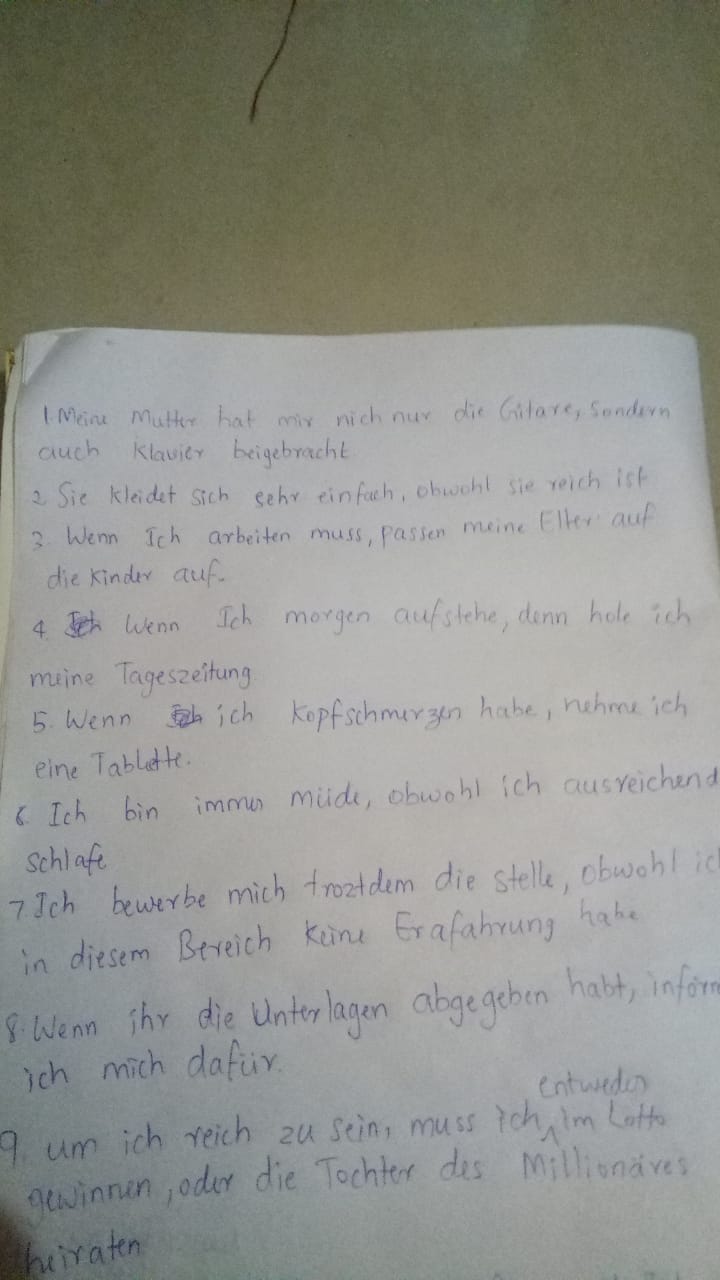 1. Meine Mutter hat mir nich nur die Gitare, sondern
auch Klavier beigebracht
2 Sie kleidet sich sehr einfach, obwohl sie reich ist
3. Wenn Ich arbeiten muss, passen meine Elter auf
die Kinder auf.
4. Wenn Ich morgen aufstehe, denn hole ich
meine Tageszeitung
5. Wenn ich Kopfschmerzen habe, nehme ich
eine Tablette.
6. Ich bin immer müde, obwohl ich ausreichend
schlafe
7. Ich bewerbe mich troztdem die stelle, obwohl ich
in diesem Bereich keine Erafahrung habe
8. Wenn ihr die Unterlagen abgegeben habt, inform
ich mich dafür.
entweder
9. um ich reich zu sein, muss ich im Lotto
gewinnen, oder die Tochter des Millionäres
heiraten